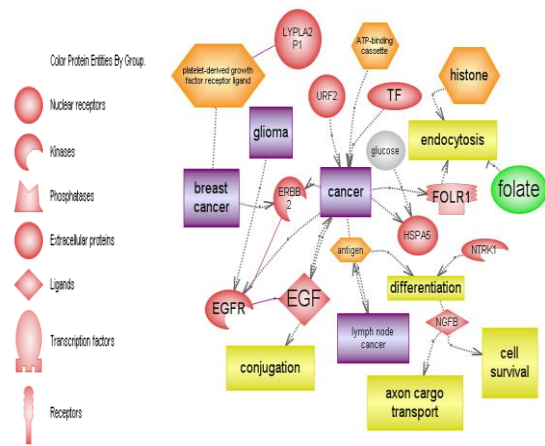 Color Protein Entities By Group.
Nuclear receptors
Kinases
Phosphatases
Extracellular proteins
Ligands
Transcription factors
Receptors
LYPLA2
P1
platelet-derived growth
factor receptor ligand
ATP-binding
cassette
histone
URF2
TF
glioma
glucose
endocytosis
breast
cancer
ERBB
2
cancer
FOLR1
folate
HSPA5
antigen
NTRK1
differentiation
EGFR
EGF
lymph node
cancer
NGFB
conjugation
cell
survival
axon cargo
transport